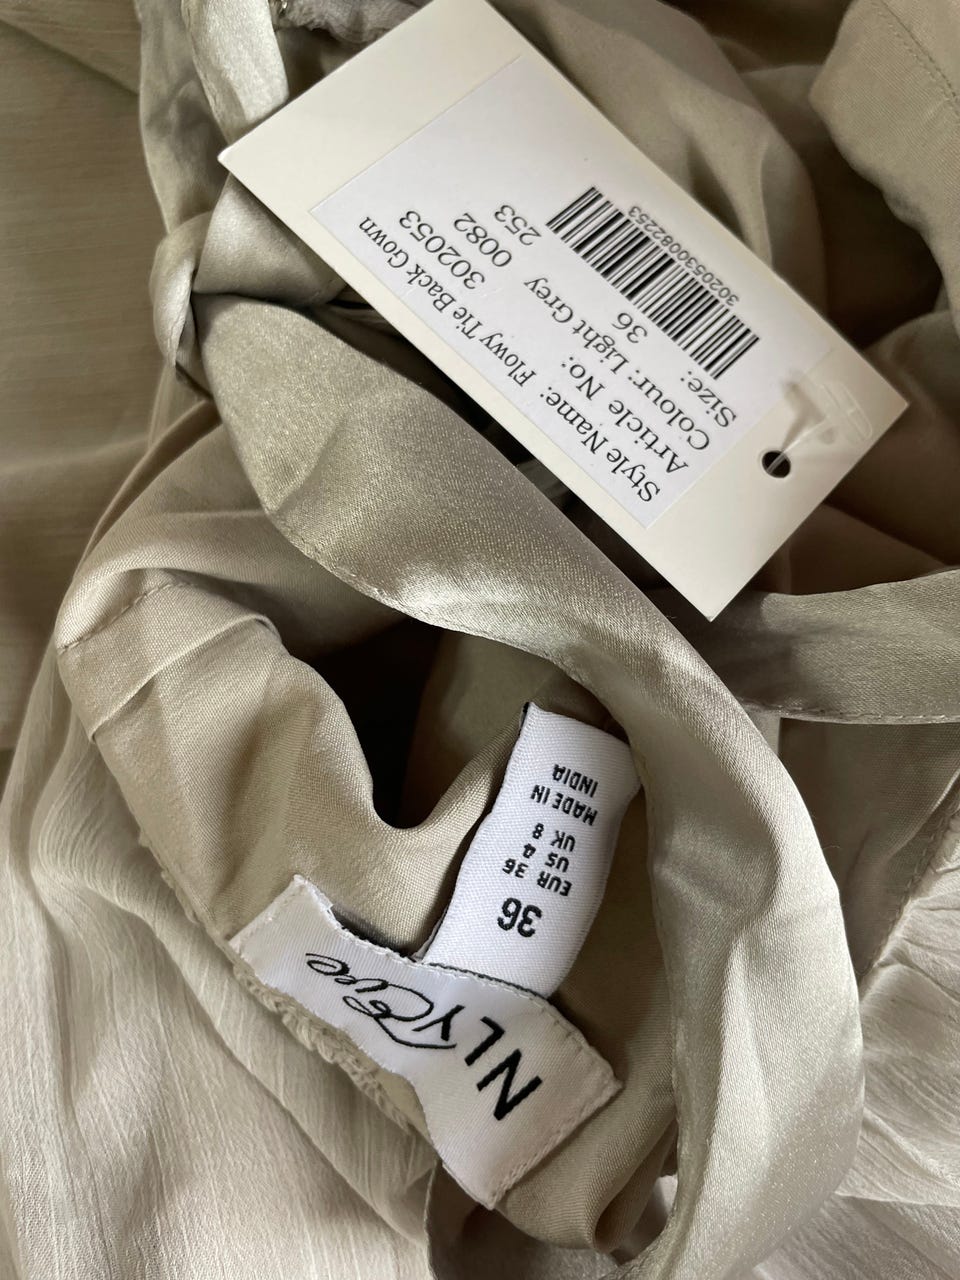 Style Name: Flowy Tie Back Gown
Article No: 302053
Colour: Light Grey 0082
Size: 36 253
302053082253
36
EUR 36
US 4
UK 8
MADE IN
INDIA
NLY Eve